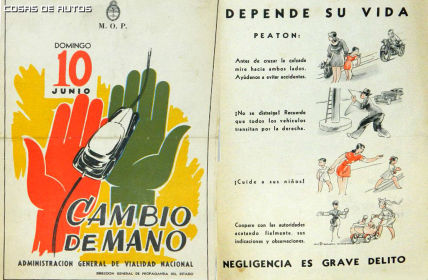 COSAS DE AUTOS
M. O. P.
DOMINGO
10
JUNIO
CAMBIO
DE MANO
ADMINISTRACION GENERAL DE VIALIDAD NACIONAL
DIRECCION GENERAL DE PROPAGANDA DEL ESTADO
DEPENDE SU VIDA
PEATON:
Antes de cruzar la calzada
mire hacia ambos lados.
Ayúdenos a evitar accidentes.
¡No se distraiga! Recuerde
que todos los vehículos
transitan por la derecha.
¡Cuide a sus niños!
Coopere con las autoridades
acatando fielmente sus
indicaciones y observaciones.
NEGLIGENCIA ES GRAVE DELITO